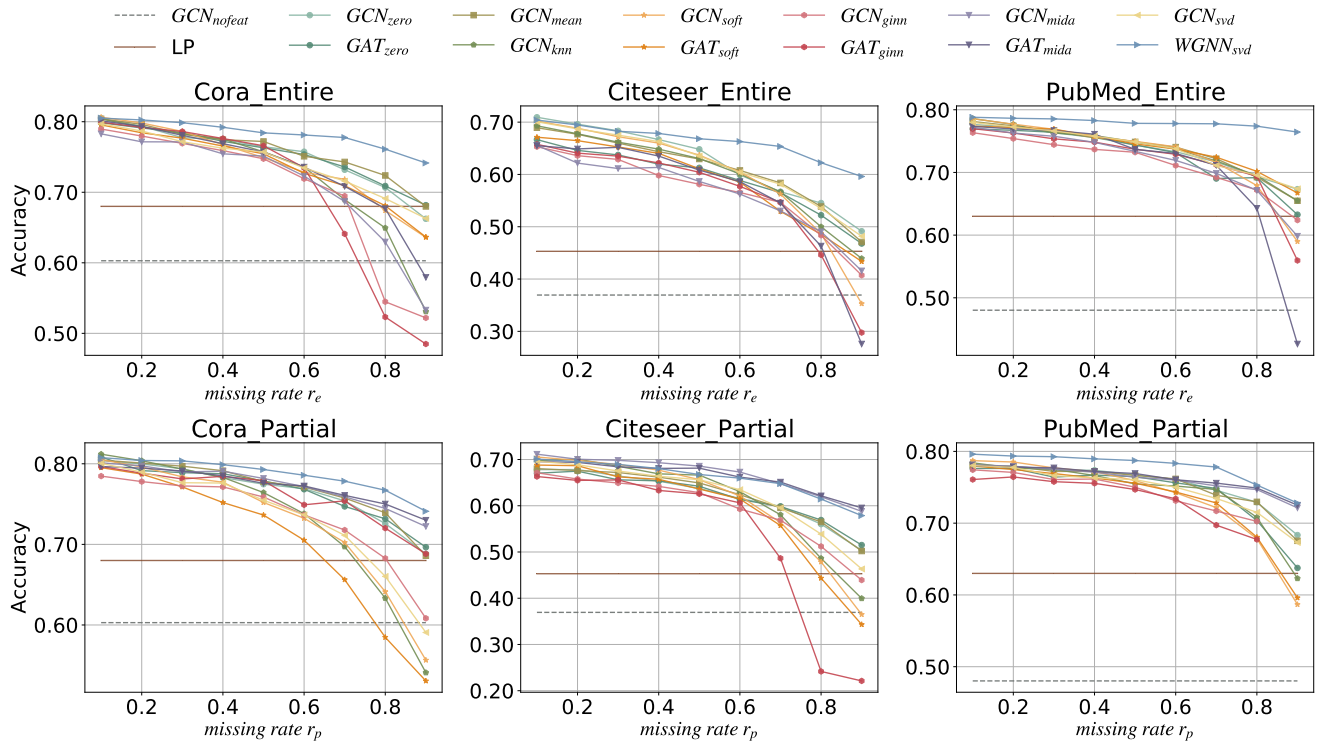 GCN_nofeat GCN_zero GCN_mean GCN_soft GCN_ginn GCN_mida GCN_svd
LP GAT_zero GCN_knn GAT_soft GAT_ginn GAT_mida WGNN_svd
Cora_Entire Citeseer_Entire PubMed_Entire
Accuracy
0.80 0.70 0.60 0.50
0.70 0.60 0.50 0.40 0.30
0.80 0.70 0.60 0.50
0.2 0.4 0.6 0.8 0.2 0.4 0.6 0.8 0.2 0.4 0.6 0.8
missing rate r_e missing rate r_e missing rate r_e
Cora_Partial Citeseer_Partial PubMed_Partial
Accuracy
0.80 0.70 0.60
0.70 0.60 0.50 0.40 0.30 0.20
0.80 0.70 0.60 0.50
0.2 0.4 0.6 0.8 0.2 0.4 0.6 0.8 0.2 0.4 0.6 0.8
missing rate r_p missing rate r_p missing rate r_p